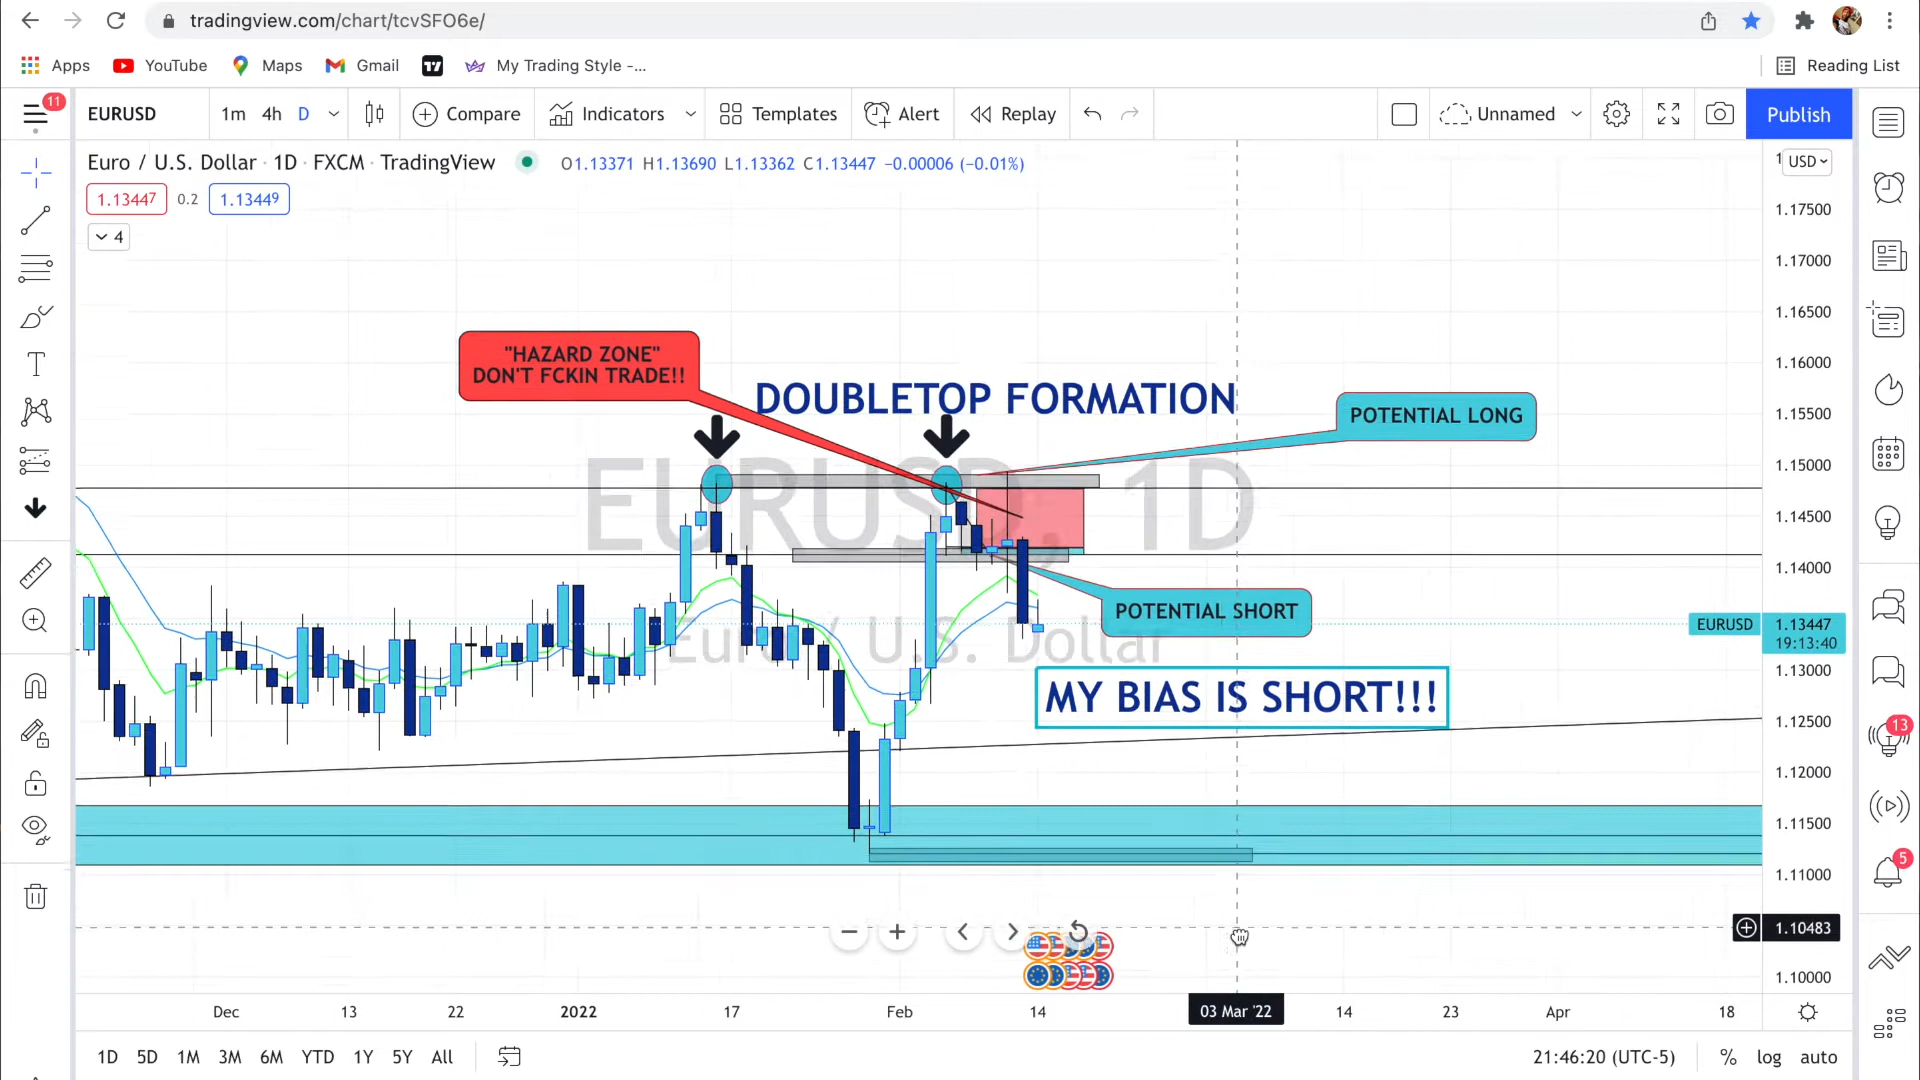 tradingview.com/chart/tcvSFO6e/
Apps YouTube Maps Gmail My Trading Style -... Reading List
11 EURUSD 1m 4h D Compare Indicators Templates Alert Replay Unnamed Publish
Euro / U.S. Dollar · 1D · FXCM · TradingView O1.13371 H1.13690 L1.13362 C1.13447 −0.00006 (−0.01%)
USD
1.13447 0.2 1.13449
4
1.17500
1.17000
1.16500
1.16000
1.15500
1.15000
1.14500
1.14000
1.13000
1.12500
1.12000
1.11500
1.11000
1.10000
"HAZARD ZONE"
DON'T FCKIN TRADE!!
DOUBLETOP FORMATION
POTENTIAL LONG
EURUSD, 1D
POTENTIAL SHORT
Euro / U.S. Dollar
EURUSD 1.13447
19:13:40
MY BIAS IS SHORT!!!
13
5
1.10483
Dec 13 22 2022 17 Feb 14 03 Mar '22 14 23 Apr 18
1D 5D 1M 3M 6M YTD 1Y 5Y All 21:46:20 (UTC-5) % log auto